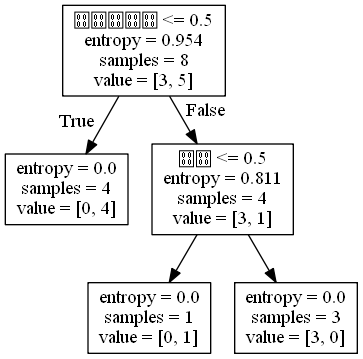 <= 0.5
entropy = 0.954
samples = 8
value = [3, 5]
True
False
entropy = 0.0
samples = 4
value = [0, 4]
<= 0.5
entropy = 0.811
samples = 4
value = [3, 1]
entropy = 0.0
samples = 1
value = [0, 1]
entropy = 0.0
samples = 3
value = [3, 0]